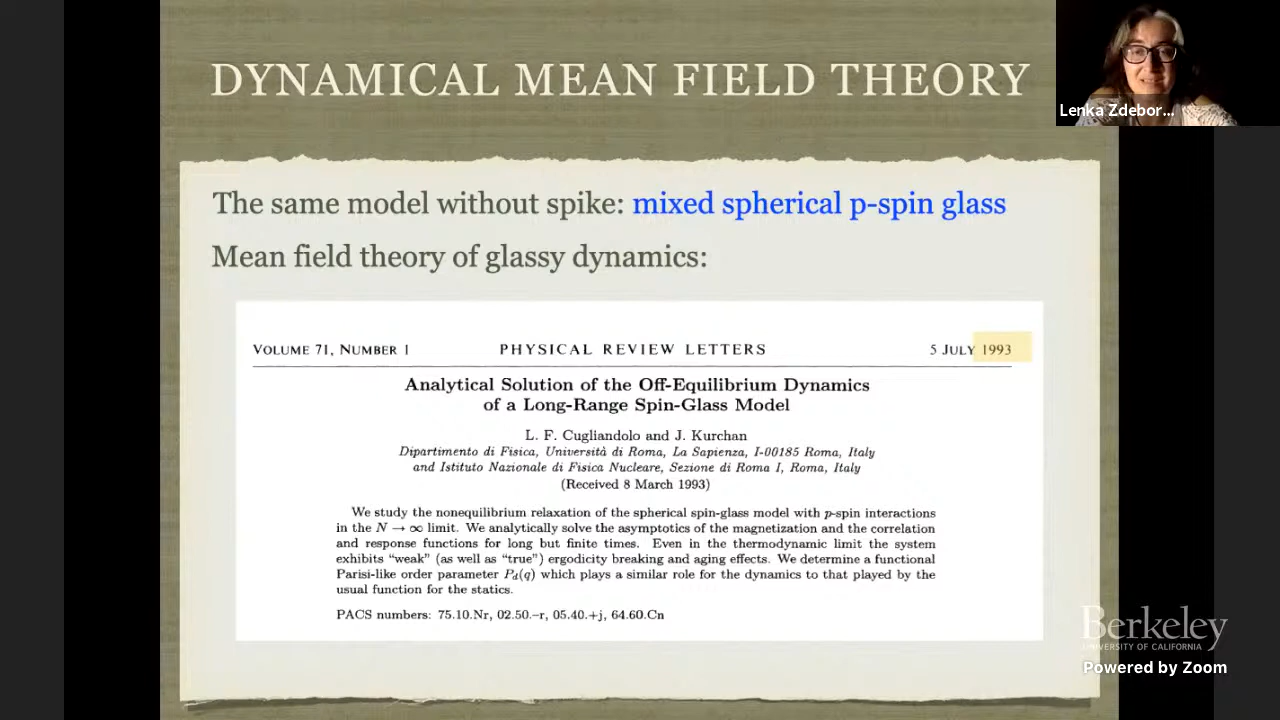 DYNAMICAL MEAN FIELD THEORY
Lenka Zdebor...
The same model without spike: mixed spherical p-spin glass
Mean field theory of glassy dynamics:
VOLUME 71, NUMBER 1 PHYSICAL REVIEW LETTERS 5 JULY 1993
Analytical Solution of the Off-Equilibrium Dynamics
of a Long-Range Spin-Glass Model
L. F. Cugliandolo and J. Kurchan
Dipartimento di Fisica, Università di Roma, La Sapienza, I-00185 Roma, Italy
and Istituto Nazionale di Fisica Nucleare, Sezione di Roma I, Roma, Italy
(Received 8 March 1993)
We study the nonequilibrium relaxation of the spherical spin-glass model with p-spin interactions
in the N → ∞ limit. We analytically solve the asymptotics of the magnetization and the correlation
and response functions for long but finite times. Even in the thermodynamic limit the system
exhibits “weak” (as well as “true”) ergodicity breaking and aging effects. We determine a functional
Parisi-like order parameter Pd(q) which plays a similar role for the dynamics to that played by the
usual function for the statics.
PACS numbers: 75.10.Nr, 02.50.–r, 05.40.+j, 64.60.Cn
Berkeley
UNIVERSITY OF CALIFORNIA
Powered by Zoom